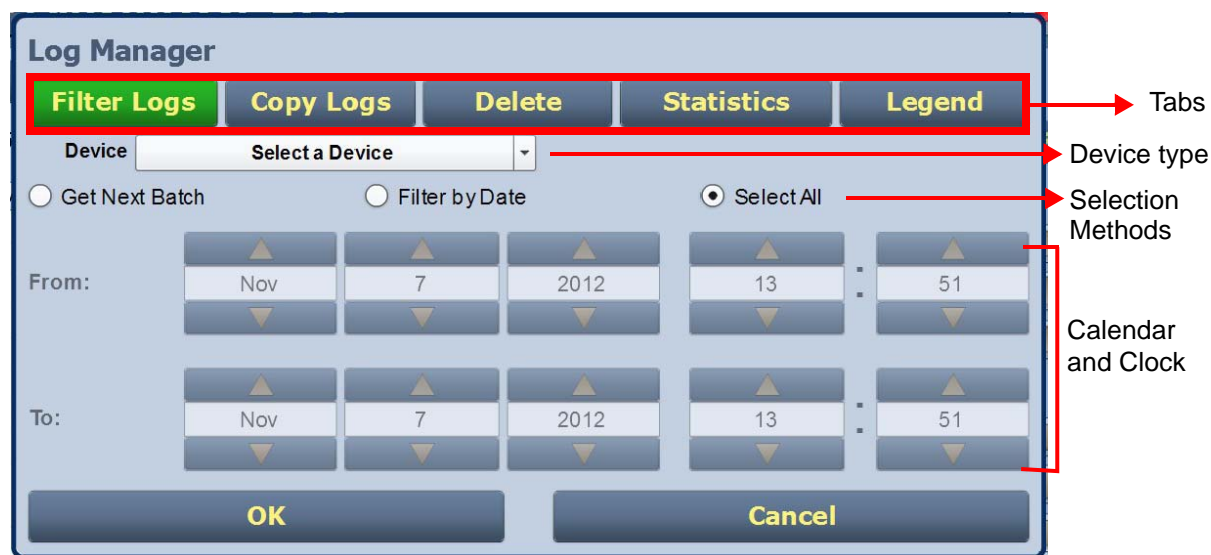 Log Manager
Filter Logs Copy Logs Delete Statistics Legend
Tabs
Device Select a Device
Device type
Get Next Batch Filter by Date Select All
Selection
Methods
From: Nov 7 2012 13 : 51
Calendar
and Clock
To: Nov 7 2012 13 : 51
OK Cancel